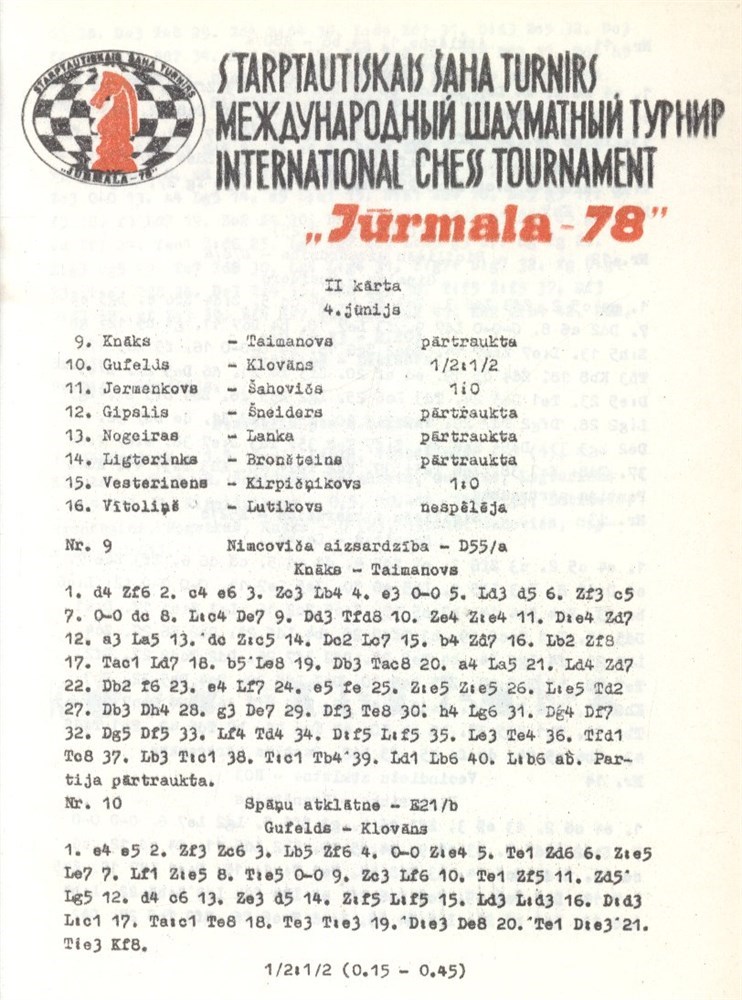 STARPTAUTISKAIS ŠAHA TURNĪRS
„JŪRMALA-78"
STARPTAUTISKAIS ŠAHA TURNĪRS
МЕЖДУНАРОДНЫЙ ШАХМАТНЫЙ ТУРНИР
INTERNATIONAL CHESS TOURNAMENT
„Jūrmala-78"
II kārta
4.jūnijs
9. Knāks – Taimanovs pārtraukta
10. Gufelds – Klovāns 1/2:1/2
11. Jermenkovs – Šahovičs 1:0
12. Gipslis – Šneiders pārtraukta
13. Nogeiras – Lanka pārtraukta
14. Ligterinks – Bronšteins pārtraukta
15. Vesterinens – Kirpičņikovs 1:0
16. Vītoliņš – Lutikovs nespēlēja
Nr. 9 Nimcoviča aizsardzība – D55/a
Knāks – Taimanovs
1. d4 Zf6 2. c4 e6 3. Zc3 Lb4 4. e3 0-0 5. Ld3 d5 6. Zf3 c5
7. 0-0 dc 8. L:c4 De7 9. Dd3 Tfd8 10. Ze4 Z:e4 11. D:e4 Zd7
12. a3 La5 13. dc Z:c5 14. Dc2 Lc7 15. b4 Zd7 16. Lb2 Zf8
17. Tac1 Ld7 18. b5 Le8 19. Db3 Tac8 20. a4 La5 21. Ld4 Zd7
22. Db2 f6 23. e4 Lf7 24. e5 fe 25. Z:e5 Z:e5 26. L:e5 Td2
27. Db3 Dh4 28. g3 De7 29. Df3 Te8 30. h4 Lg6 31. Dg4 Df7
32. Dg5 Df5 33. Lf4 Td4 34. D:f5 L:f5 35. Le3 Te4 36. Tfd1
Tc8 37. Lb3 T:c1 38. T:c1 Tb4 39. Ld1 Lb6 40. L:b6 ab. Par-
tija pārtraukta.
Nr. 10 Spāņu atklātne – E21/b
Gufelds – Klovāns
1. e4 e5 2. Zf3 Zc6 3. Lb5 Zf6 4. 0-0 Z:e4 5. Te1 Zd6 6. Z:e5
Le7 7. Lf1 Z:e5 8. T:e5 0-0 9. Zc3 Lf6 10. Te1 Zf5 11. Zd5
Lg5 12. d4 c6 13. Ze3 d5 14. Z:f5 L:f5 15. Ld3 L:d3 16. D:d3
L:c1 17. Ta:c1 Te8 18. Te3 T:e3 19. D:e3 De8 20. Te1 D:e3 21.
T:e3 Kf8.
1/2:1/2 (0.15 – 0.45)